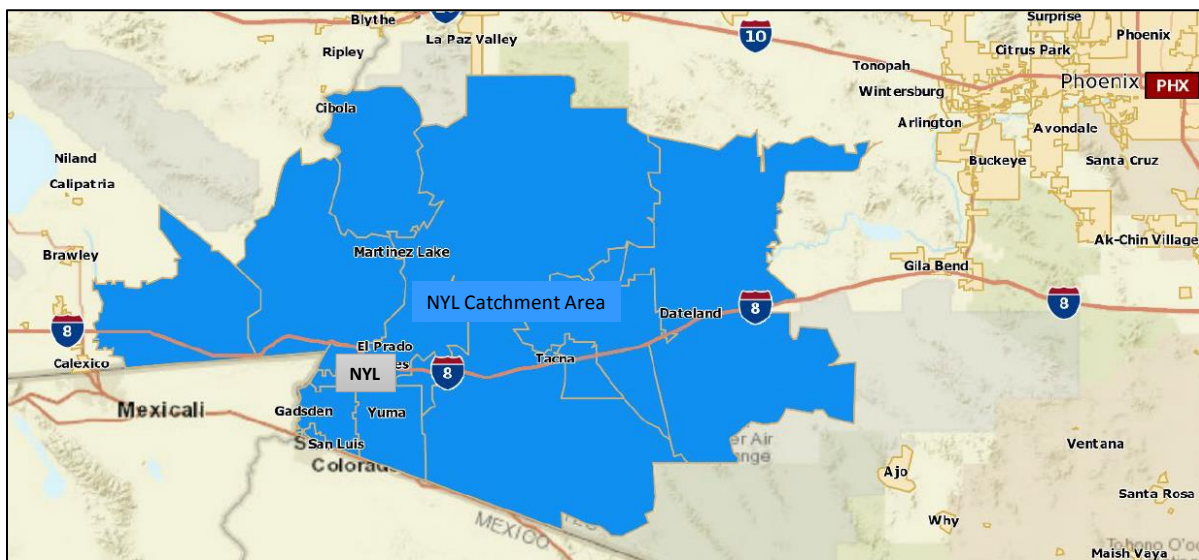 Blythe
La Paz Valley
Ripley
10
Surprise
Phoenix
Citrus Park
Tonopah
Phoenix
PHX
Wintersburg
Cibola
Arlington
Avondale
Buckeye
Santa Cruz
Niland
Calipatria
Martinez Lake
Brawley
Ak-Chin Village
Gila Bend
NYL Catchment Area
8
8
8
Dateland
El Prado
Tacna
Calexico
NYL
8
Mexicali
Gadsden
Yuma
San Luis
Colorado
Ajo
Ventana
Santa Rosa
Why
MEXICO
Maish Vaya